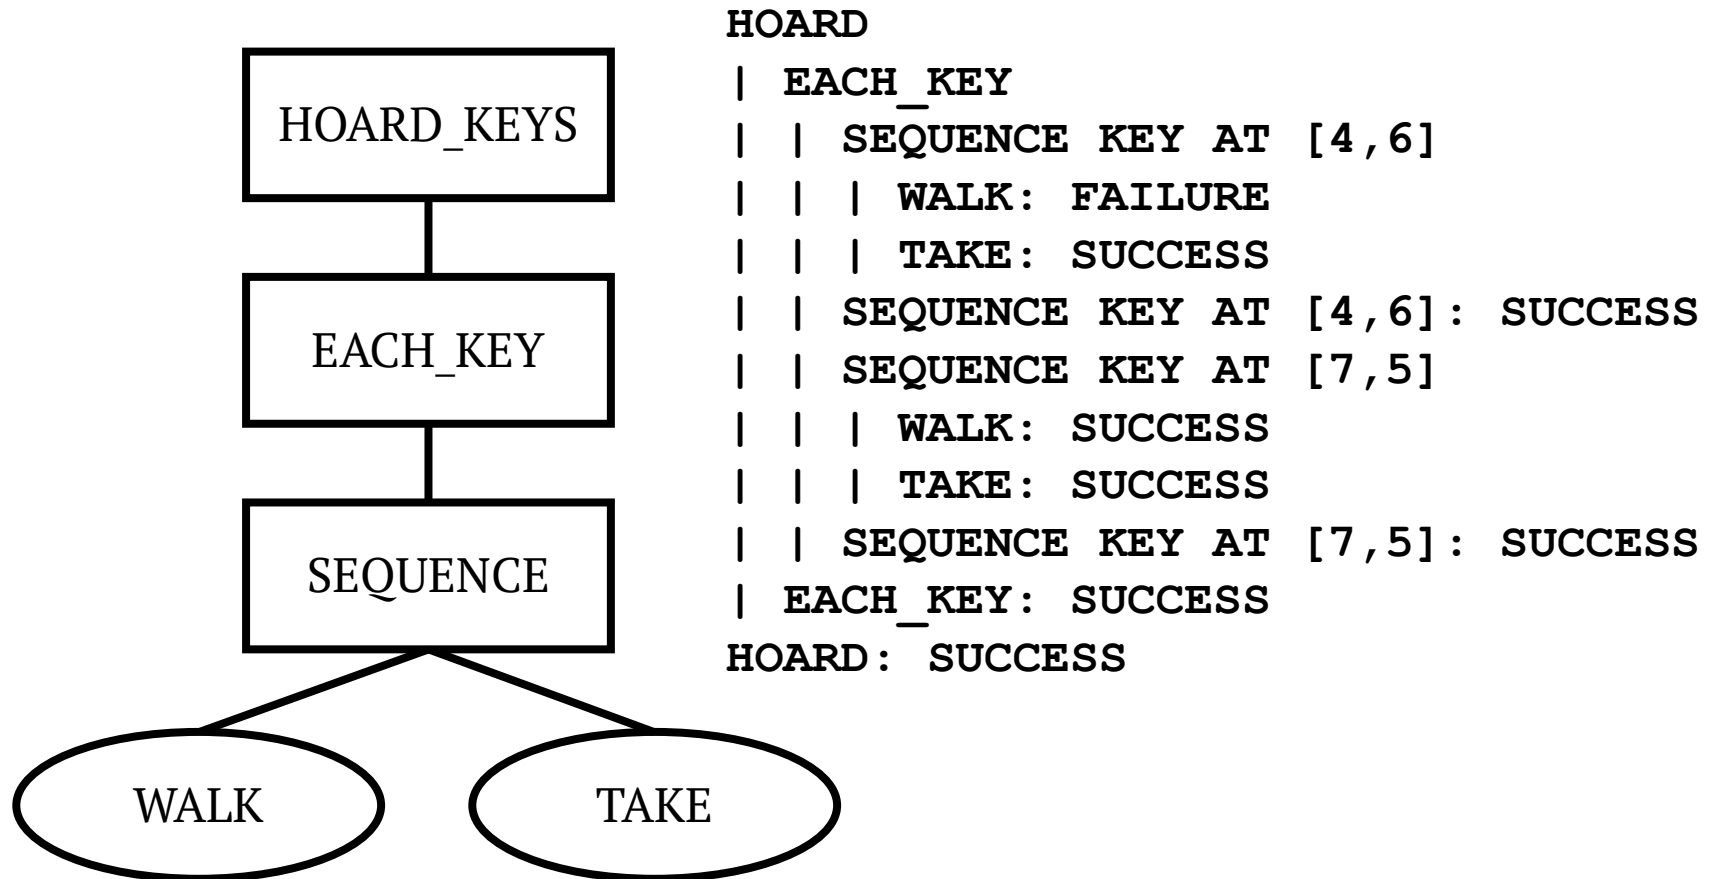 HOARD_KEYS
EACH_KEY
SEQUENCE
WALK
TAKE
HOARD
| EACH_KEY
| | SEQUENCE KEY AT [4,6]
| | | WALK: FAILURE
| | | TAKE: SUCCESS
| | SEQUENCE KEY AT [4,6]: SUCCESS
| | SEQUENCE KEY AT [7,5]
| | | WALK: SUCCESS
| | | TAKE: SUCCESS
| | SEQUENCE KEY AT [7,5]: SUCCESS
| EACH_KEY: SUCCESS
HOARD: SUCCESS